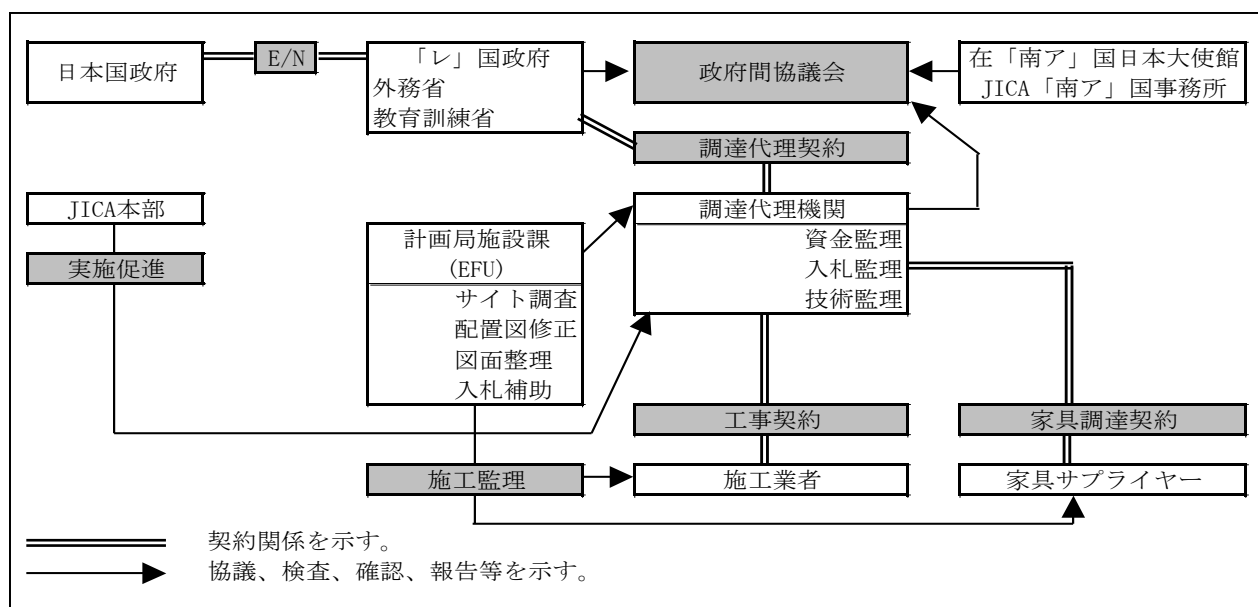 日本国政府
E/N
「レ」国政府
外務省
教育訓練省
政府間協議会
在「南ア」国日本大使館
JICA「南ア」国事務所
調達代理契約
JICA本部
実施促進
計画局施設課
(EFU)
サイト調査
配置図修正
図面整理
入札補助
調達代理機関
資金監理
入札監理
技術監理
工事契約
家具調達契約
施工監理
施工業者
家具サプライヤー
契約関係を示す。
協議、検査、確認、報告等を示す。